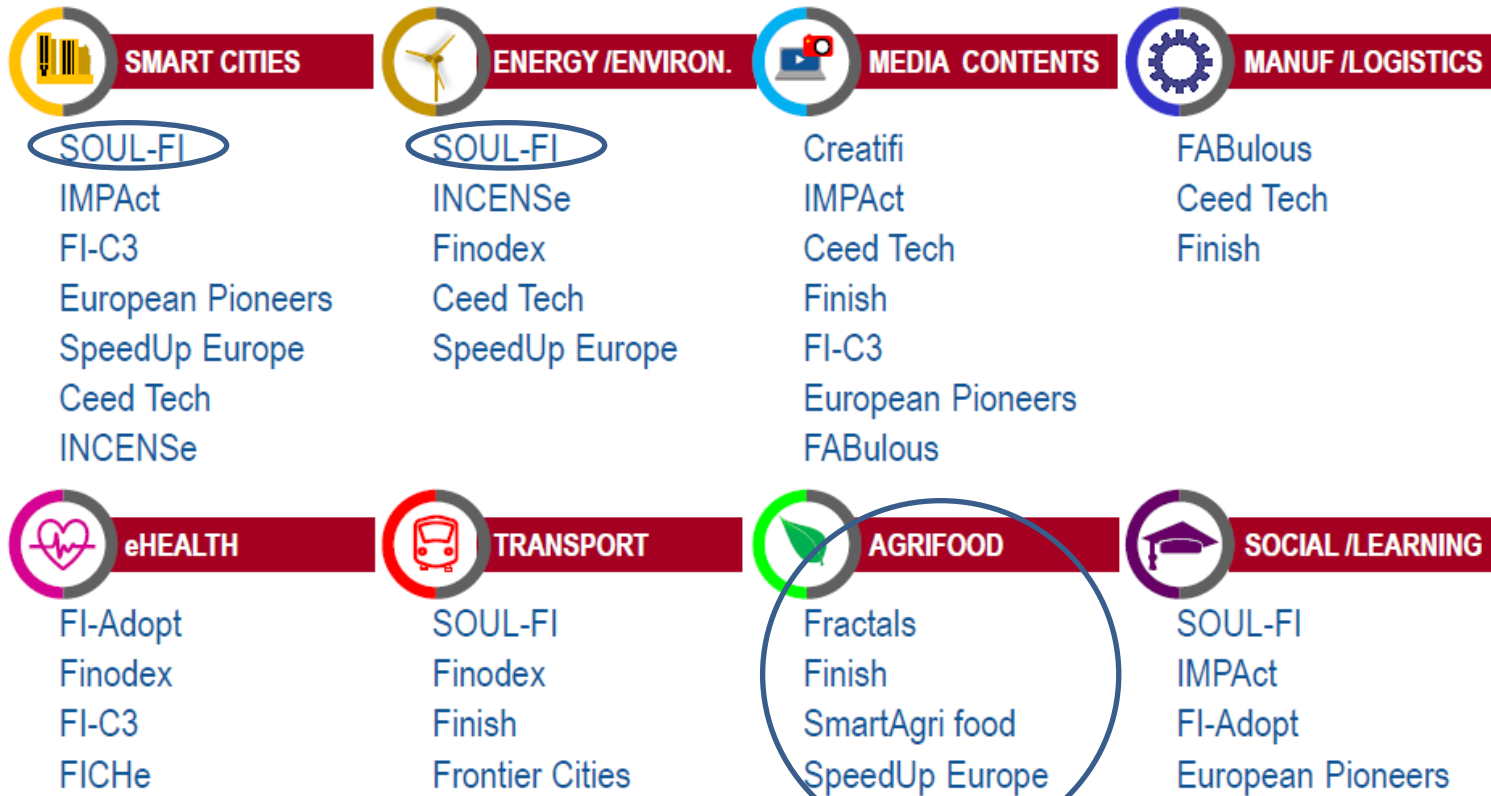 SMART CITIES
SOUL-FI
IMPAct
FI-C3
European Pioneers
SpeedUp Europe
Ceed Tech
INCENSe
ENERGY /ENVIRON.
SOUL-FI
INCENSe
Finodex
Ceed Tech
SpeedUp Europe
MEDIA CONTENTS
Creatifi
IMPAct
Ceed Tech
Finish
FI-C3
European Pioneers
FABulous
MANUF /LOGISTICS
FABulous
Ceed Tech
Finish
eHEALTH
FI-Adopt
Finodex
FI-C3
FICHe
TRANSPORT
SOUL-FI
Finodex
Finish
Frontier Cities
AGRIFOOD
Fractals
Finish
SmartAgri food
SpeedUp Europe
SOCIAL /LEARNING
SOUL-FI
IMPAct
FI-Adopt
European Pioneers